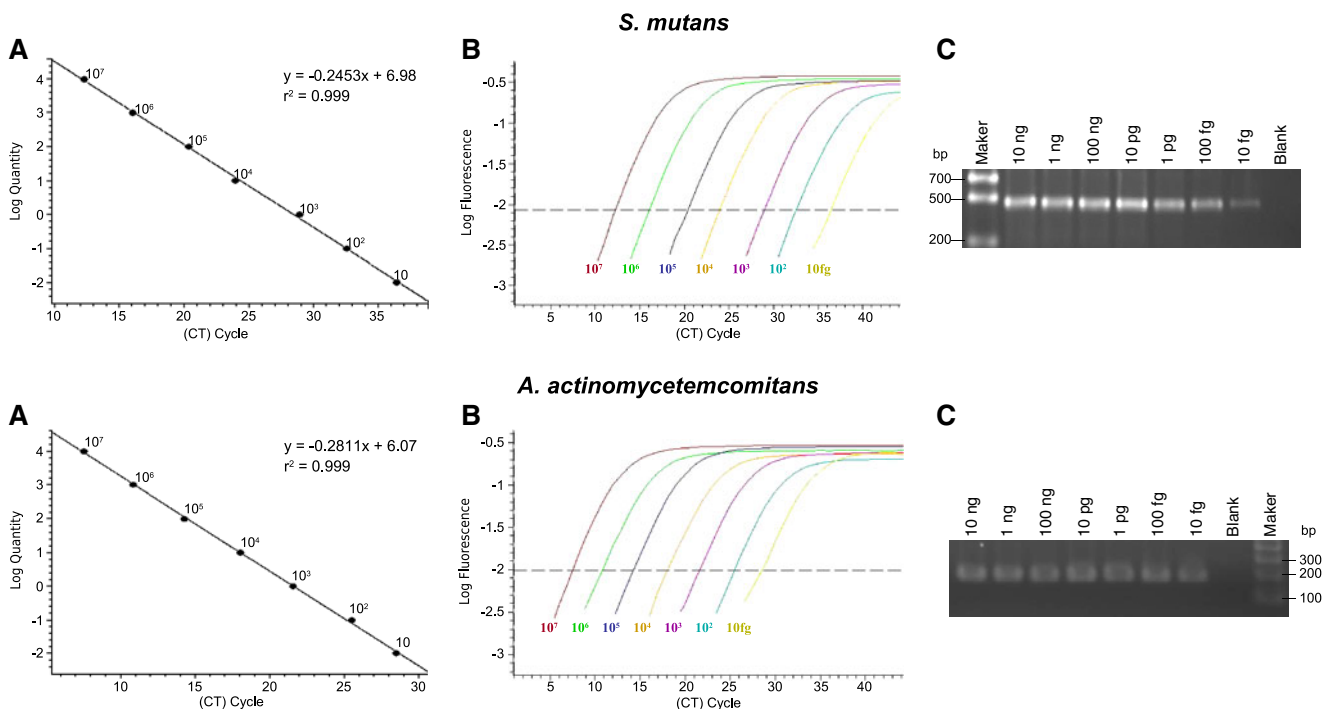 S. mutans
A
y = -0.2453x + 6.98
r² = 0.999
Log Quantity
4
3
2
1
0
-1
-2
10⁷
10⁶
10⁵
10⁴
10³
10²
10
10 15 20 25 30 35
(CT) Cycle
B
Log Fluorescence
-0.5
-1
-1.5
-2
-2.5
-3
10⁷ 10⁶ 10⁵ 10⁴ 10³ 10² 10fg
5 10 15 20 25 30 35 40
(CT) Cycle
C
bp Maker 10 ng 1 ng 100 ng 10 pg 1 pg 100 fg 10 fg Blank
700
500
200
A. actinomycetemcomitans
A
y = -0.2811x + 6.07
r² = 0.999
Log Quantity
4
3
2
1
0
-1
-2
10⁷
10⁶
10⁵
10⁴
10³
10²
10
10 15 20 25 30
(CT) Cycle
B
Log Fluorescence
-0.5
-1
-1.5
-2
-2.5
-3
10⁷ 10⁶ 10⁵ 10⁴ 10³ 10² 10fg
5 10 15 20 25 30 35 40
(CT) Cycle
C
10 ng 1 ng 100 ng 10 pg 1 pg 100 fg 10 fg Blank Maker bp
300
200
100